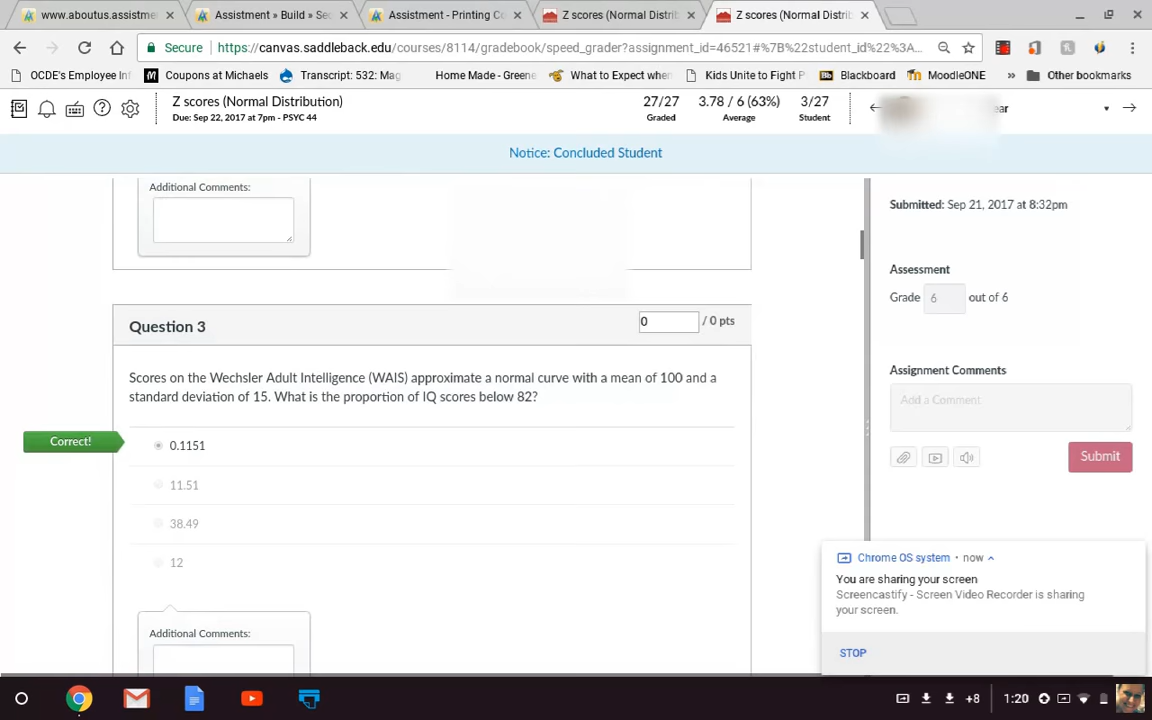 www.aboutus.assistme
Assistment » Build » Sec
Assistment - Printing Co
Z scores (Normal Distrib
Z scores (Normal Distrib
Secure
https://canvas.saddleback.edu/courses/8114/gradebook/speed_grader?assignment_id=46521#%7B%22student_id%22%3A...
OCDE's Employee Inf
Coupons at Michaels
Transcript: 532: Mag
Home Made - Greene
What to Expect when
Kids Unite to Fight P
Bb Blackboard
MoodleONE
»
Other bookmarks
Z scores (Normal Distribution)
Due: Sep 22, 2017 at 7pm - PSYC 44
27/27
Graded
3.78 / 6 (63%)
Average
3/27
Student
ear
Notice: Concluded Student
Additional Comments:
Submitted: Sep 21, 2017 at 8:32pm
Assessment
Grade 6 out of 6
Question 3
0 / 0 pts
Scores on the Wechsler Adult Intelligence (WAIS) approximate a normal curve with a mean of 100 and a
standard deviation of 15. What is the proportion of IQ scores below 82?
Correct!
0.1151
11.51
38.49
12
Additional Comments:
Assignment Comments
Add a Comment
Submit
Chrome OS system • now
You are sharing your screen
Screencastify - Screen Video Recorder is sharing
your screen.
STOP
+8
1:20